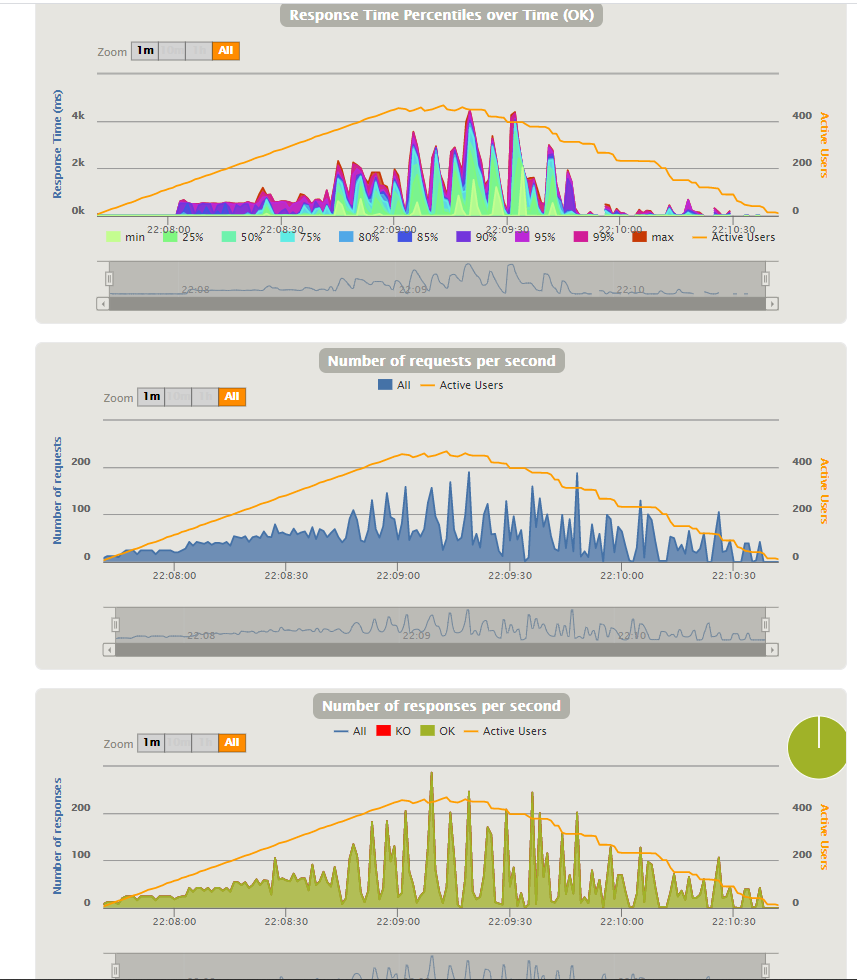 Response Time Percentiles over Time (OK)
Zoom 1m 10m 1h All
Response Time (ms)
4k
2k
0k
400
200
0
Active Users
22:08:00 22:08:30 22:09:00 22:09:30 22:10:00 22:10:30
min 25% 50% 75% 80% 85% 90% 95% 99% max Active Users
22:08 22:09 22:10
Number of requests per second
All Active Users
Zoom 1m 1h All
Number of requests
200
100
0
400
200
0
Active Users
22:08:00 22:08:30 22:09:00 22:09:30 22:10:00 22:10:30
22:08 22:09 22:10
Number of responses per second
All KO OK Active Users
Zoom 1m All
Number of responses
200
100
0
400
200
0
Active Users
22:08:00 22:08:30 22:09:00 22:09:30 22:10:00 22:10:30